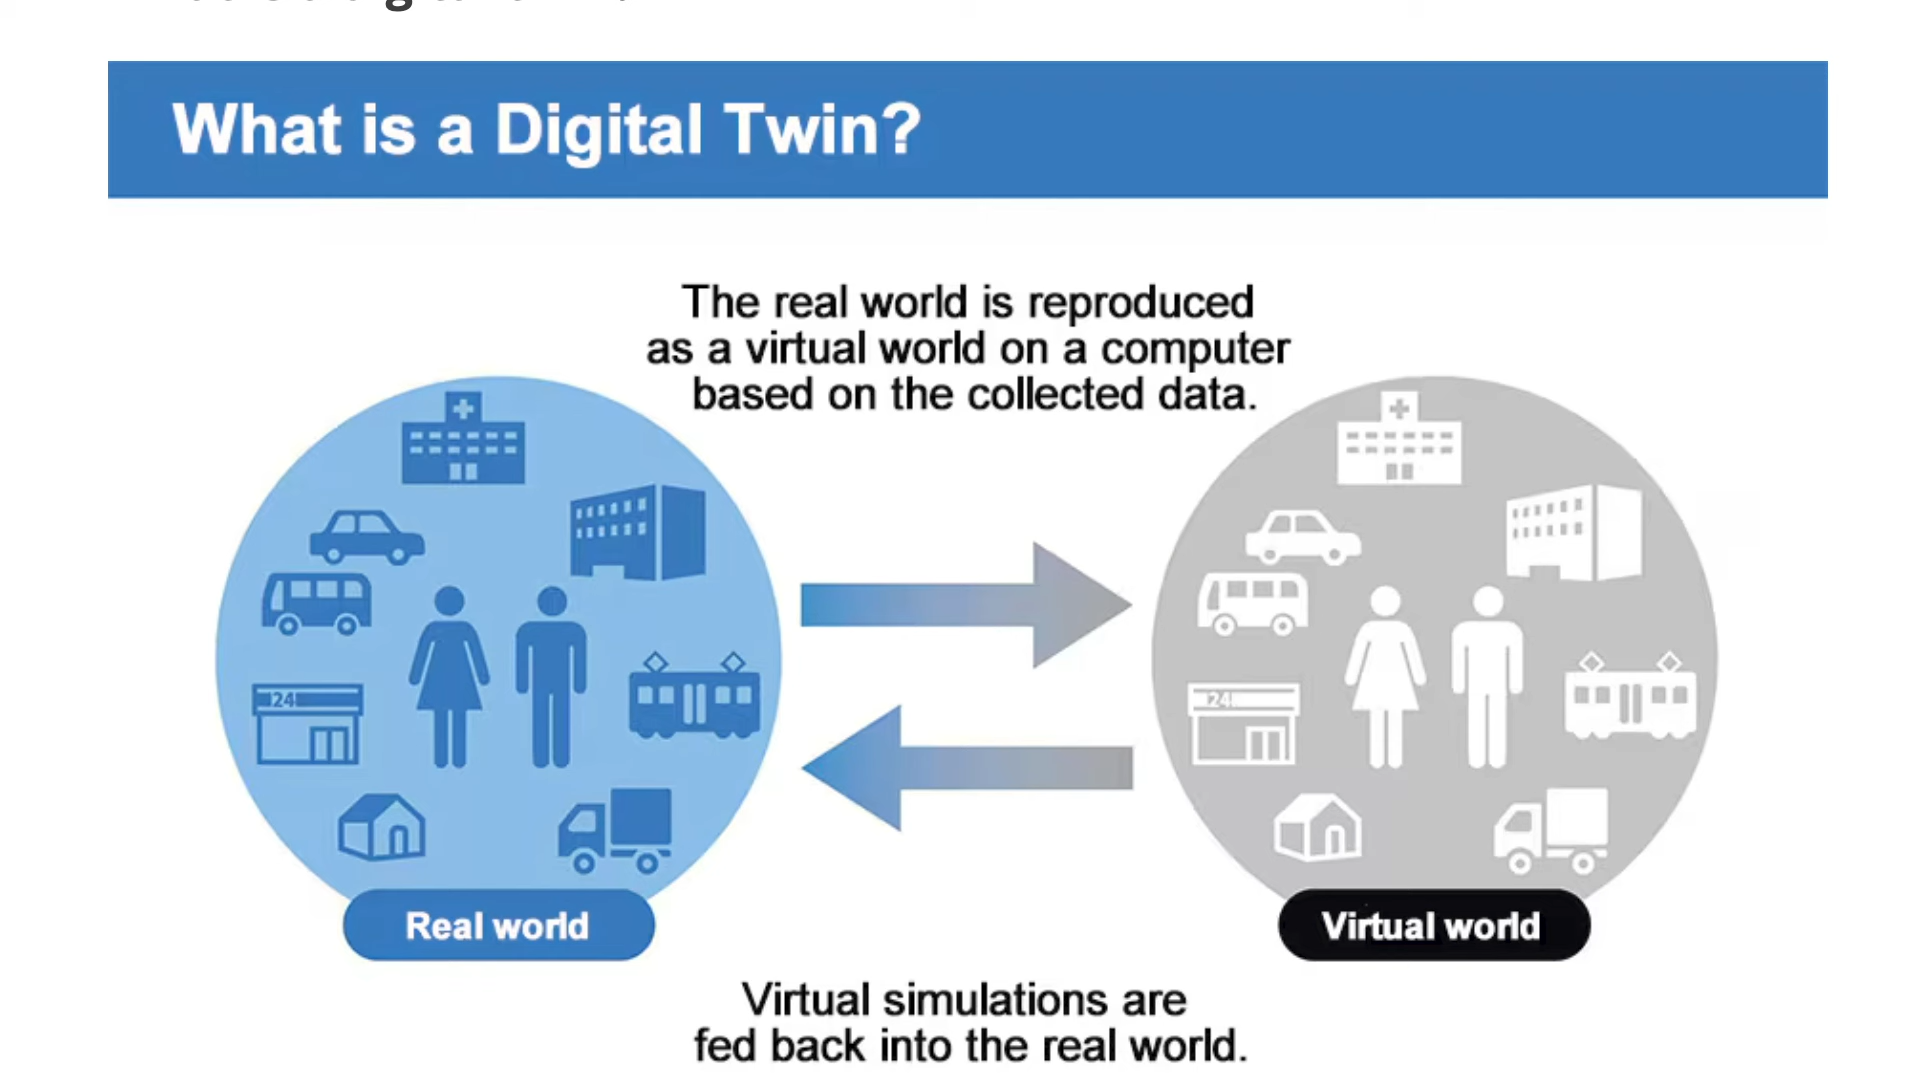 What is a Digital Twin?
The real world is reproduced
as a virtual world on a computer
based on the collected data.
24
24
Real world
Virtual world
Virtual simulations are
fed back into the real world.